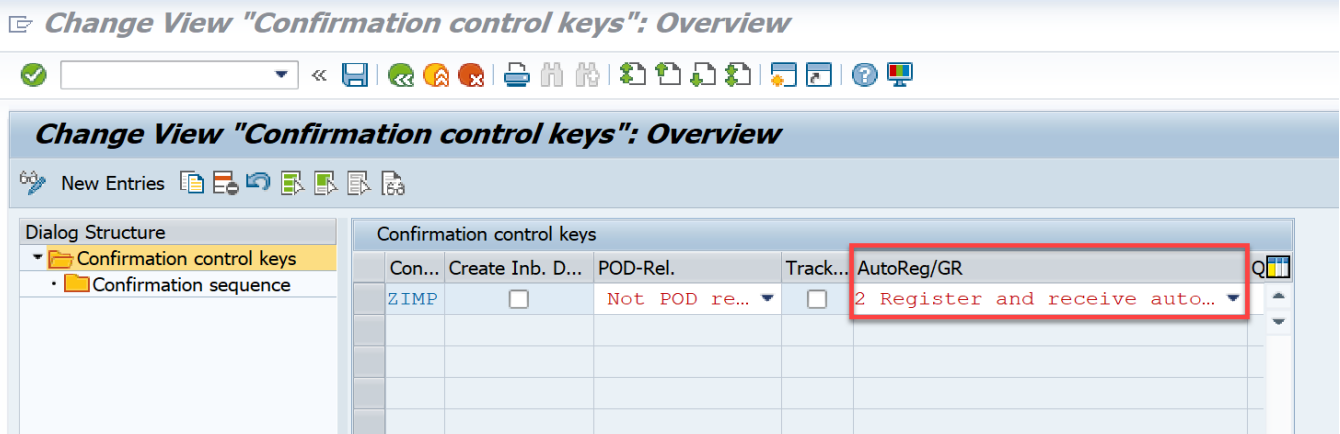 Change View "Confirmation control keys": Overview
Change View "Confirmation control keys": Overview
New Entries
Dialog Structure
Confirmation control keys
Confirmation sequence
Confirmation control keys
Con... Create Inb. D... POD-Rel. Track... AutoReg/GR Q
ZIMP Not POD re... 2 Register and receive auto...